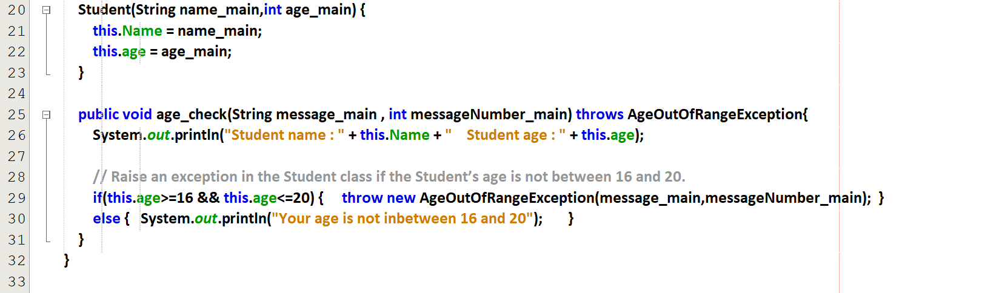 20 Student(String name_main,int age_main) {
21 this.Name = name_main;
22 this.age = age_main;
23 }
24
25 public void age_check(String message_main , int messageNumber_main) throws AgeOutOfRangeException{
26 System.out.println("Student name : " + this.Name + "    Student age : " + this.age);
27
28 // Raise an exception in the Student class if the Student’s age is not between 16 and 20.
29 if(this.age>=16 && this.age<=20) {     throw new AgeOutOfRangeException(message_main,messageNumber_main);  }
30 else {   System.out.println("Your age is not inbetween 16 and 20");      }
31 }
32 }
33